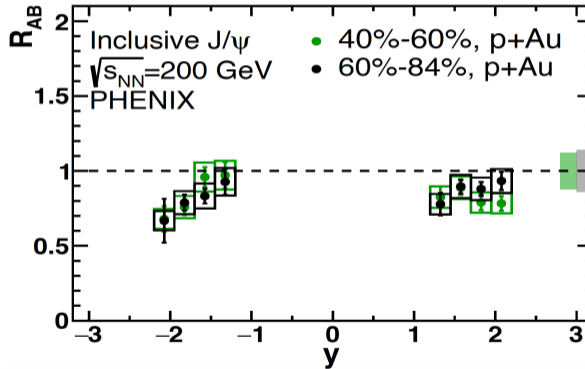 R_AB
2
1.5
1
0.5
0
Inclusive J/ψ
√s_NN=200 GeV
PHENIX
40%-60%, p+Au
60%-84%, p+Au
−3 −2 −1 0 1 2 3
y